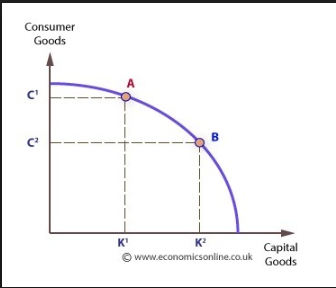 Consumer
Goods
A
C¹
B
C²
K¹
K²
Capital
Goods
© www.economicsonline.co.uk